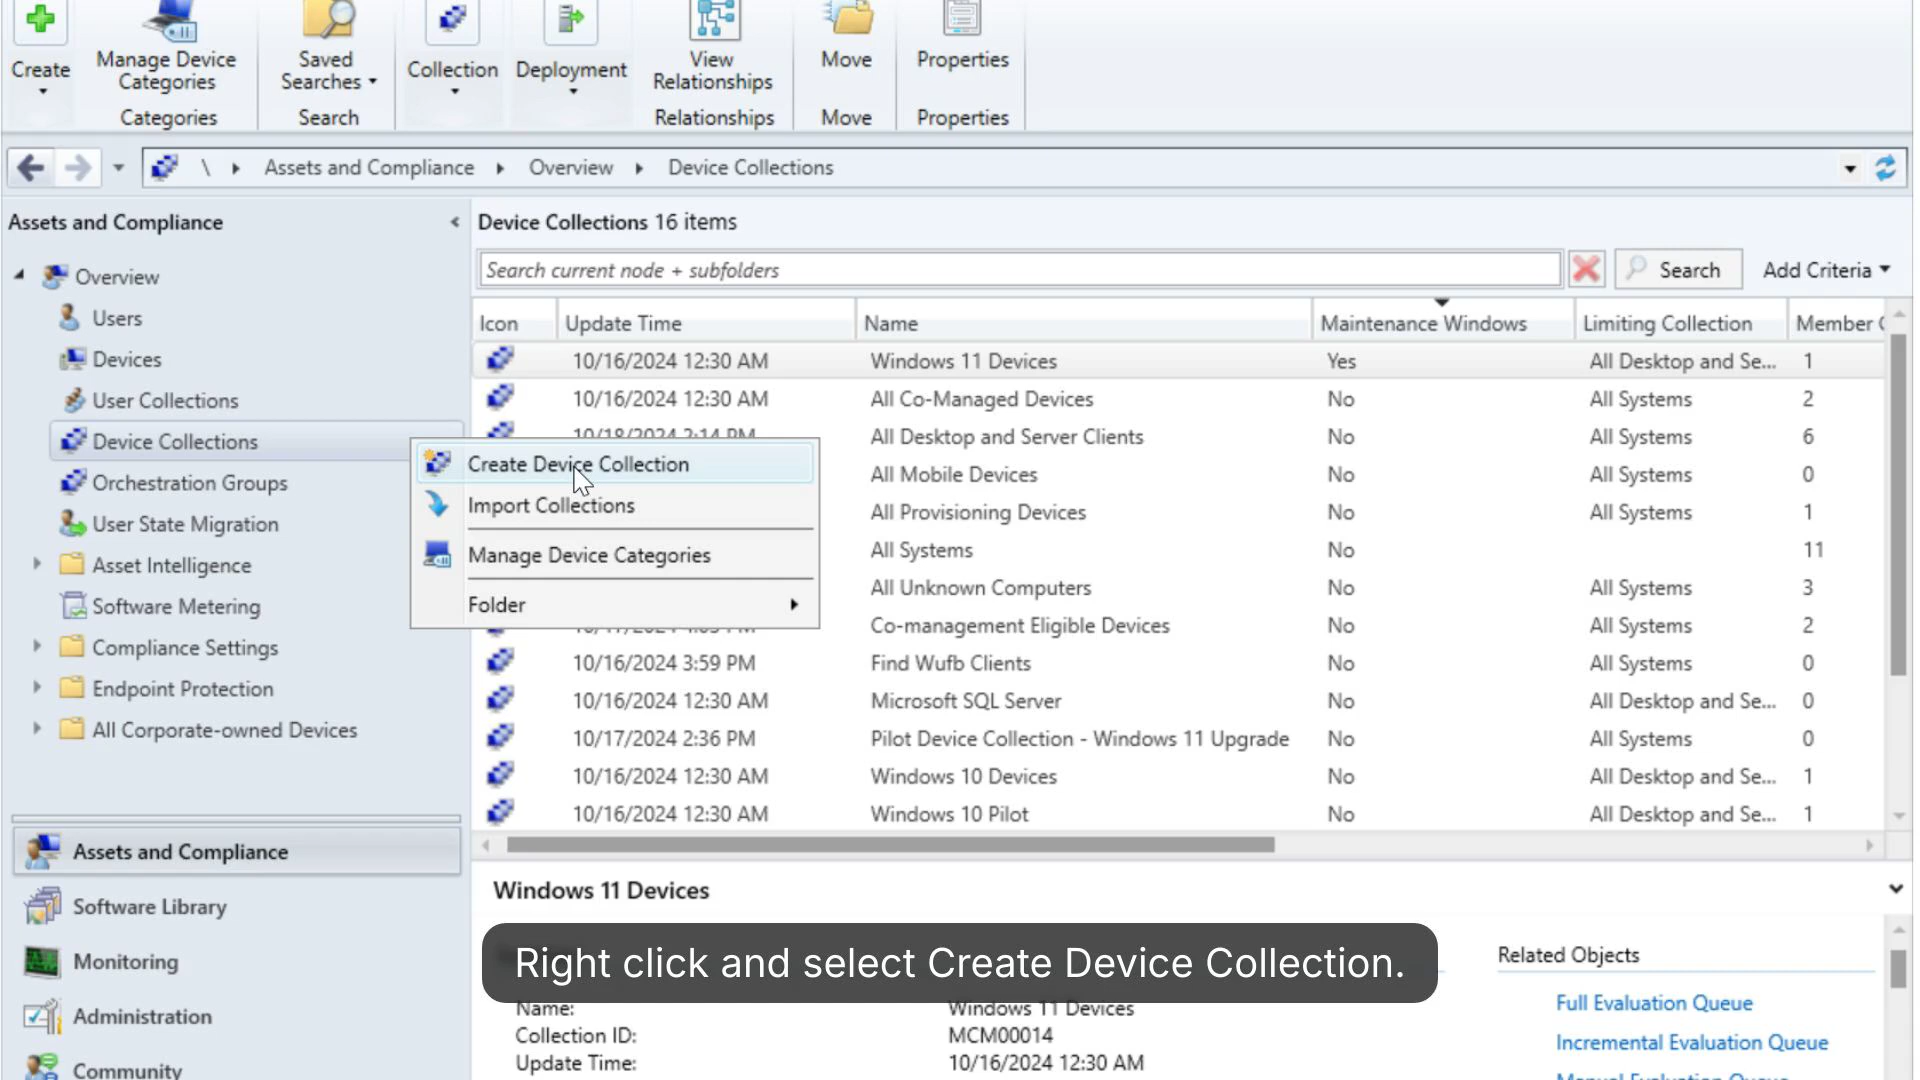 Create
Manage Device
Categories
Categories
Saved
Searches
Search
Collection
Deployment
View
Relationships
Relationships
Move
Move
Properties
Properties
\ Assets and Compliance Overview Device Collections
Assets and Compliance
Overview
Users
Devices
User Collections
Device Collections
Orchestration Groups
User State Migration
Asset Intelligence
Software Metering
Compliance Settings
Endpoint Protection
All Corporate-owned Devices
Assets and Compliance
Software Library
Monitoring
Administration
Community
Create Device Collection
Import Collections
Manage Device Categories
Folder
Device Collections 16 items
Search current node + subfolders
Search
Add Criteria
Icon Update Time Name Maintenance Windows Limiting Collection Member
10/16/2024 12:30 AM Windows 11 Devices Yes All Desktop and Se... 1
10/16/2024 12:30 AM All Co-Managed Devices No All Systems 2
10/18/2024 2:14 PM All Desktop and Server Clients No All Systems 6
All Mobile Devices No All Systems 0
All Provisioning Devices No All Systems 1
All Systems No 11
All Unknown Computers No All Systems 3
Co-management Eligible Devices No All Systems 2
10/16/2024 3:59 PM Find Wufb Clients No All Systems 0
10/16/2024 12:30 AM Microsoft SQL Server No All Desktop and Se... 0
10/17/2024 2:36 PM Pilot Device Collection - Windows 11 Upgrade No All Systems 0
10/16/2024 12:30 AM Windows 10 Devices No All Desktop and Se... 1
10/16/2024 12:30 AM Windows 10 Pilot No All Desktop and Se... 1
Windows 11 Devices
Right click and select Create Device Collection.
Name: Windows 11 Devices
Collection ID: MCM00014
Update Time: 10/16/2024 12:30 AM
Related Objects
Full Evaluation Queue
Incremental Evaluation Queue